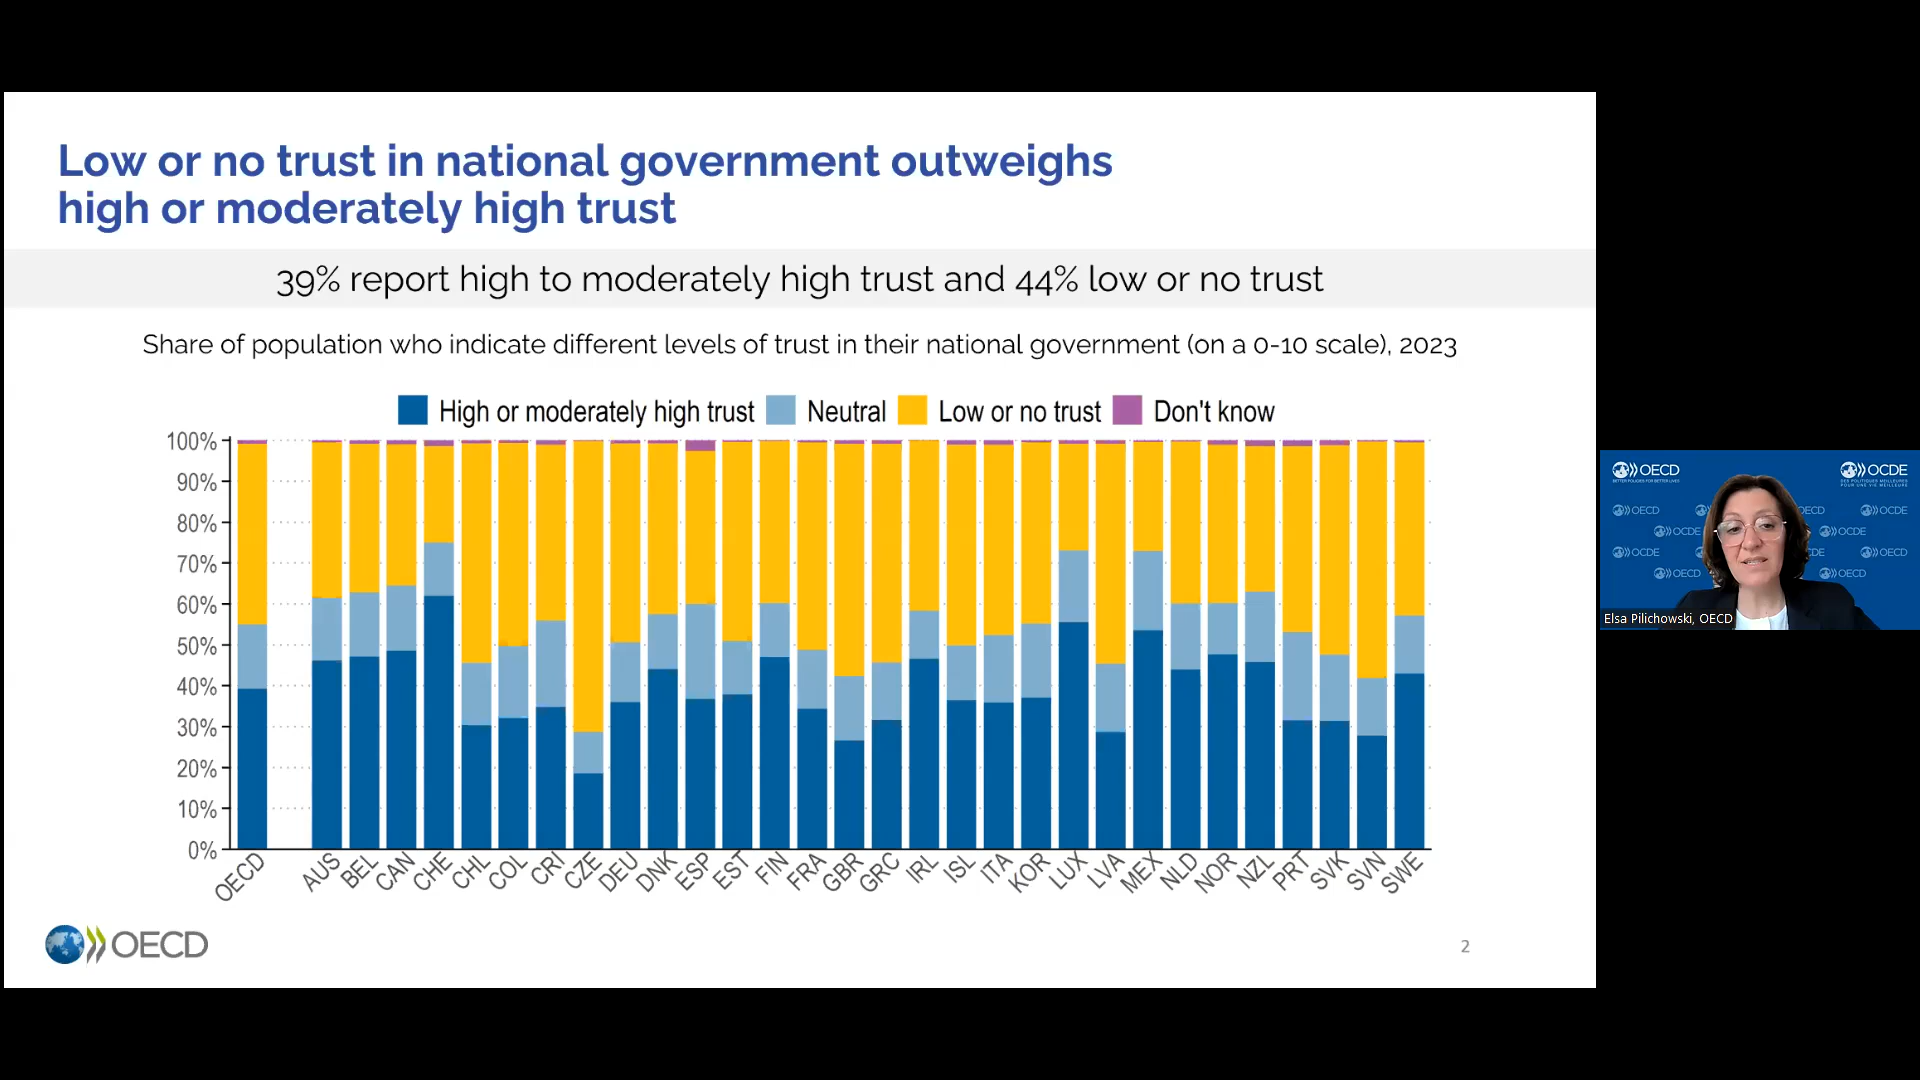 Low or no trust in national government outweighs
high or moderately high trust
39% report high to moderately high trust and 44% low or no trust
Share of population who indicate different levels of trust in their national government (on a 0-10 scale), 2023
High or moderately high trust Neutral Low or no trust Don't know
100%
90%
80%
70%
60%
50%
40%
30%
20%
10%
0%
OECD AUS BEL CAN CHE CHL COL CRI CZE DEU DNK ESP EST FIN FRA GBR GRC IRL ISL ITA KOR LUX LVA MEX NLD NOR NZL PRT SVK SVN SWE
OECD
2
OECD OCDE
BETTER POLICIES FOR BETTER LIVES DES POLITIQUES MEILLEURES
POUR UNE VIE MEILLEURE
OECD ECD OCDE
OCDE OCDE
OCDE DE OECD
OECD OECD
Elsa Pilichowski, OECD